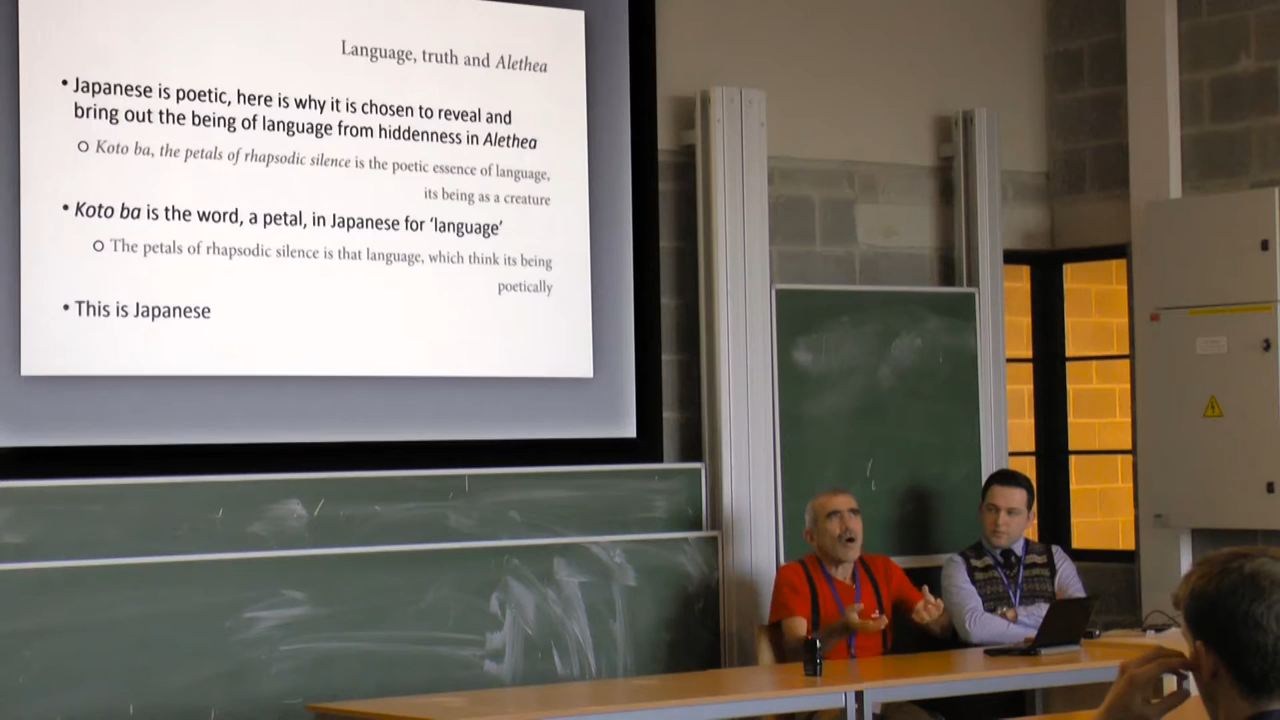 Language, truth and Alethea
• Japanese is poetic, here is why it is chosen to reveal and
bring out the being of language from hiddenness in Alethea
○ Koto ba, the petals of rhapsodic silence is the poetic essence of language,
its being as a creature
• Koto ba is the word, a petal, in Japanese for ‘language’
○ The petals of rhapsodic silence is that language, which think its being
poetically
• This is Japanese